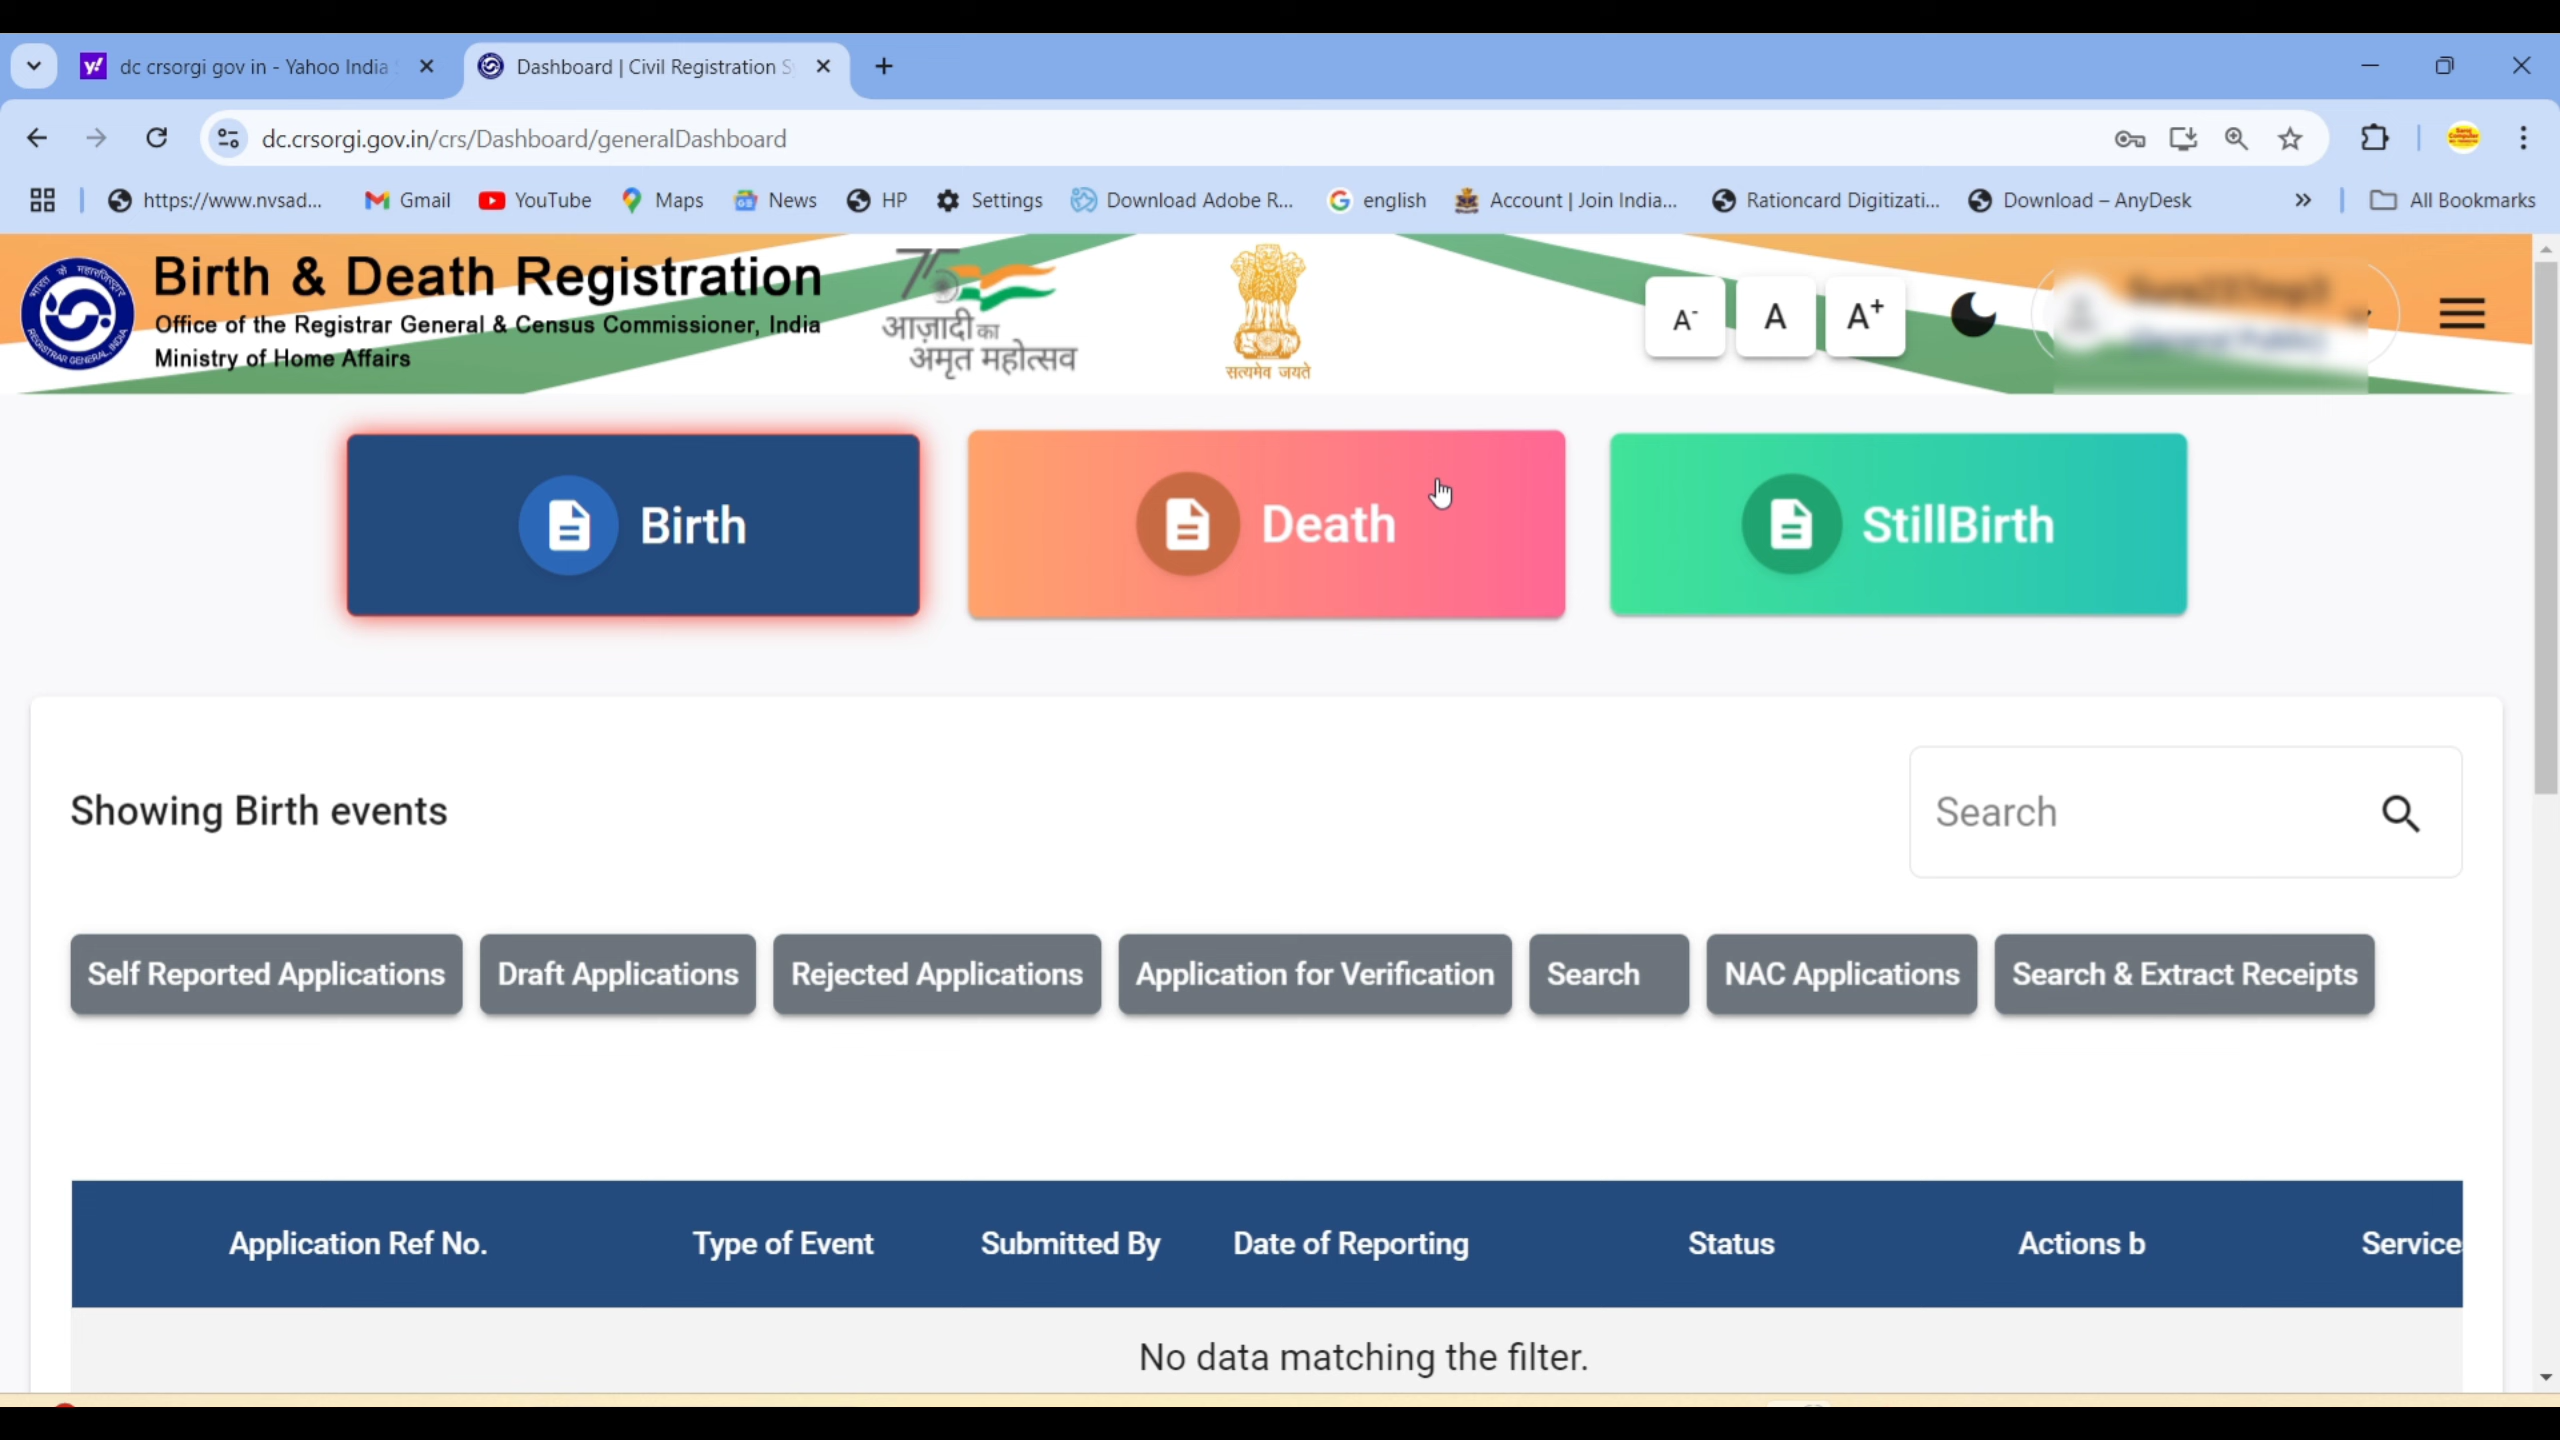 dc crsorgi gov in - Yahoo India
Dashboard | Civil Registration S
dc.crsorgi.gov.in/crs/Dashboard/generalDashboard
https://www.nvsad...
Gmail
YouTube
Maps
News
HP
Settings
Download Adobe R...
english
Account | Join India...
Rationcard Digitizati...
Download – AnyDesk
»
All Bookmarks
Birth & Death Registration
Office of the Registrar General & Census Commissioner, India
Ministry of Home Affairs
आज़ादी का
अमृत महोत्सव
सत्यमेव जयते
A-
A
A+
Birth
Death
StillBirth
Showing Birth events
Search
Self Reported Applications
Draft Applications
Rejected Applications
Application for Verification
Search
NAC Applications
Search & Extract Receipts
Application Ref No.
Type of Event
Submitted By
Date of Reporting
Status
Actions b
Service
No data matching the filter.